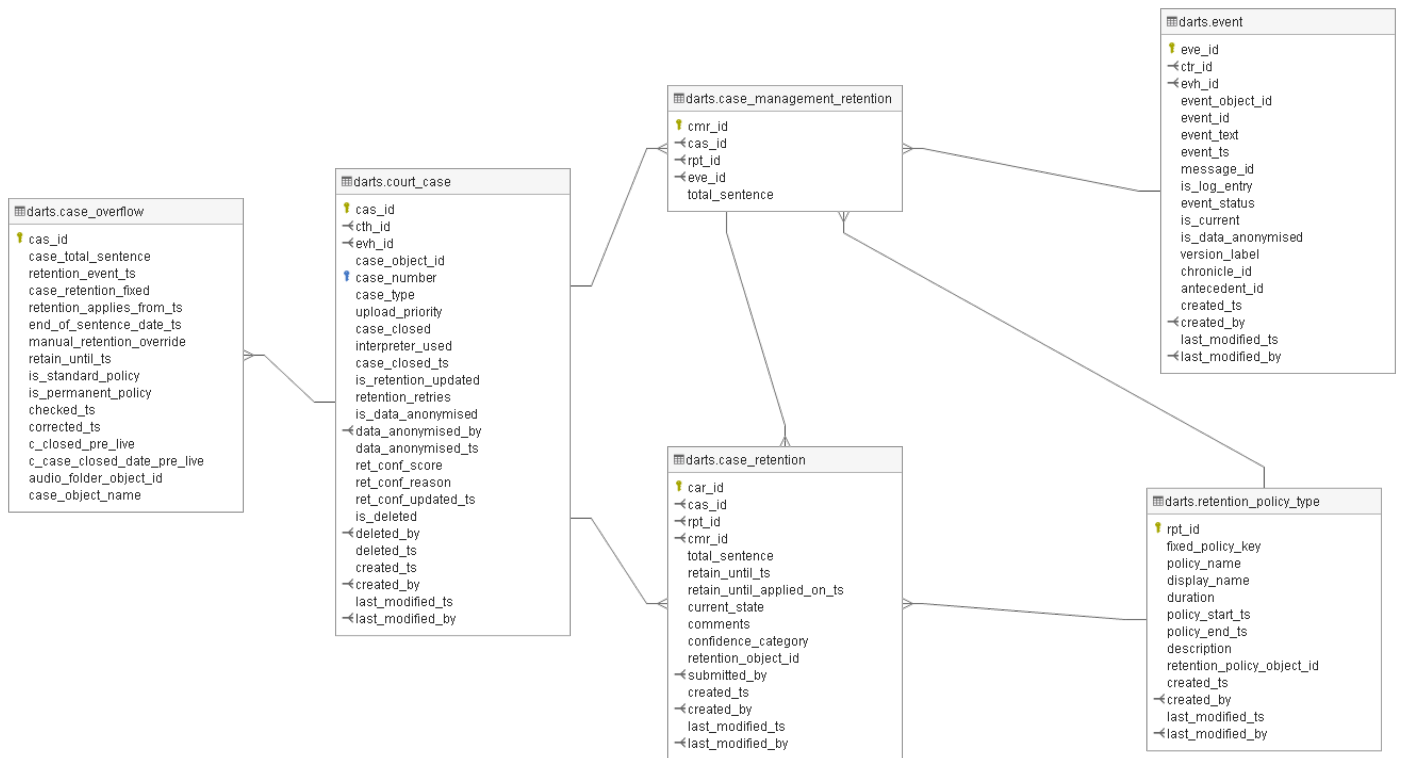 darts.case_overflow
cas_id
case_total_sentence
retention_event_ts
case_retention_fixed
retention_applies_from_ts
end_of_sentence_date_ts
manual_retention_override
retain_until_ts
is_standard_policy
is_permanent_policy
checked_ts
corrected_ts
c_closed_pre_live
c_case_closed_date_pre_live
audio_folder_object_id
case_object_name
darts.court_case
cas_id
cth_id
evh_id
case_object_id
case_number
case_type
upload_priority
case_closed
interpreter_used
case_closed_ts
is_retention_updated
retention_retries
is_data_anonymised
data_anonymised_by
data_anonymised_ts
ret_conf_score
ret_conf_reason
ret_conf_updated_ts
is_deleted
deleted_by
deleted_ts
created_ts
created_by
last_modified_ts
last_modified_by
darts.case_management_retention
cmr_id
cas_id
rpt_id
eve_id
total_sentence
darts.case_retention
car_id
cas_id
rpt_id
cmr_id
total_sentence
retain_until_ts
retain_until_applied_on_ts
current_state
comments
confidence_category
retention_object_id
submitted_by
created_ts
created_by
last_modified_ts
last_modified_by
darts.event
eve_id
ctr_id
evh_id
event_object_id
event_id
event_text
event_ts
message_id
is_log_entry
event_status
is_current
is_data_anonymised
version_label
chronicle_id
antecedent_id
created_ts
created_by
last_modified_ts
last_modified_by
darts.retention_policy_type
rpt_id
fixed_policy_key
policy_name
display_name
duration
policy_start_ts
policy_end_ts
description
retention_policy_object_id
created_ts
created_by
last_modified_ts
last_modified_by